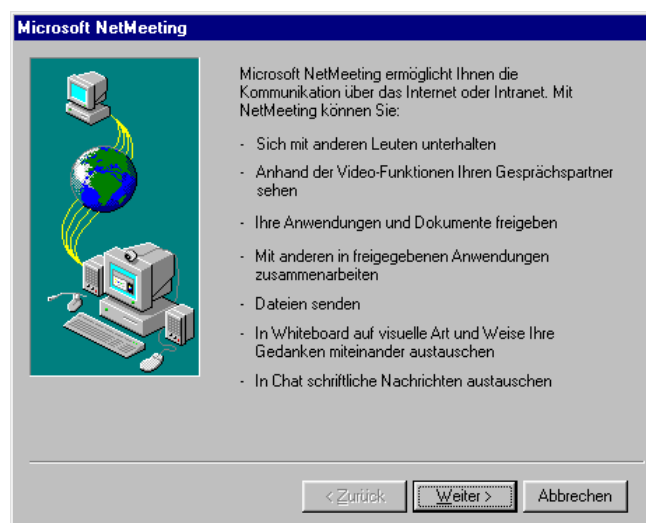 Microsoft NetMeeting
Microsoft NetMeeting ermöglicht Ihnen die
Kommunikation über das Internet oder Intranet. Mit
NetMeeting können Sie:
- Sich mit anderen Leuten unterhalten
- Anhand der Video-Funktionen Ihren Gesprächspartner
sehen
- Ihre Anwendungen und Dokumente freigeben
- Mit anderen in freigegebenen Anwendungen
zusammenarbeiten
- Dateien senden
- In Whiteboard auf visuelle Art und Weise Ihre
Gedanken miteinander austauschen
- In Chat schriftliche Nachrichten austauschen
< Zurück Weiter > Abbrechen